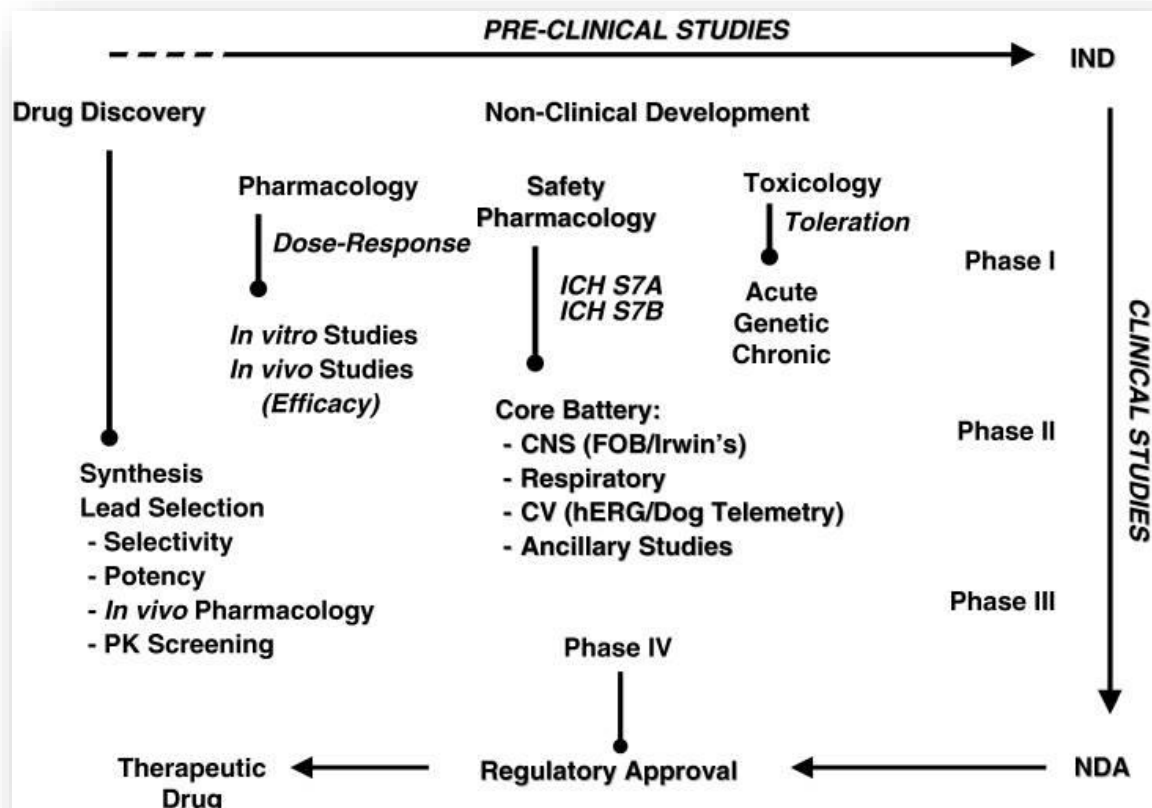 PRE-CLINICAL STUDIES
IND
Drug Discovery
Non-Clinical Development
Pharmacology
Dose-Response
In vitro Studies
In vivo Studies
(Efficacy)
Safety
Pharmacology
ICH S7A
ICH S7B
Toxicology
Toleration
Acute
Genetic
Chronic
Core Battery:
- CNS (FOB/Irwin's)
- Respiratory
- CV (hERG/Dog Telemetry)
- Ancillary Studies
Synthesis
Lead Selection
- Selectivity
- Potency
- In vivo Pharmacology
- PK Screening
Phase I
Phase II
Phase III
CLINICAL STUDIES
Phase IV
NDA
Regulatory Approval
Therapeutic
Drug